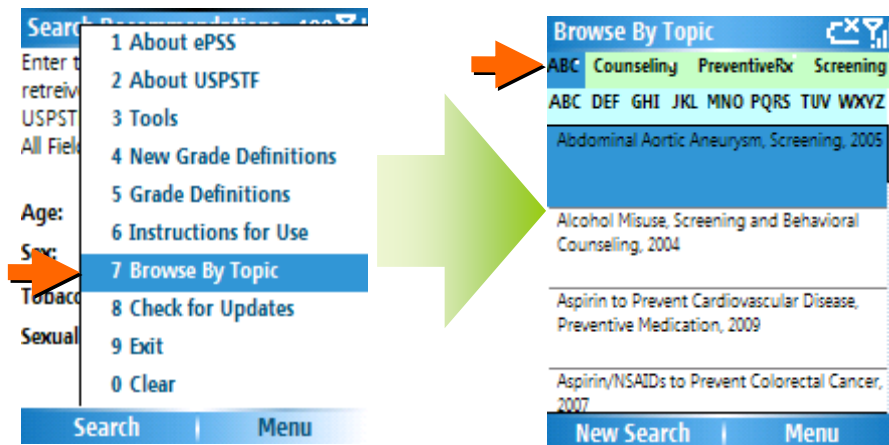 Searc
Enter t
retreiv
USPST
All Field
Age:
Sex:
Tobacc
Sexual
1 About ePSS
2 About USPSTF
3 Tools
4 New Grade Definitions
5 Grade Definitions
6 Instructions for Use
7 Browse By Topic
8 Check for Updates
9 Exit
0 Clear
Search Menu
Browse By Topic
ABC Counseling PreventiveRx Screening
ABC DEF GHI JKL MNO PQRS TUV WXYZ
Abdominal Aortic Aneurysm, Screening, 2005
Alcohol Misuse, Screening and Behavioral
Counseling, 2004
Aspirin to Prevent Cardiovascular Disease,
Preventive Medication, 2009
Aspirin/NSAIDs to Prevent Colorectal Cancer,
2007
New Search Menu